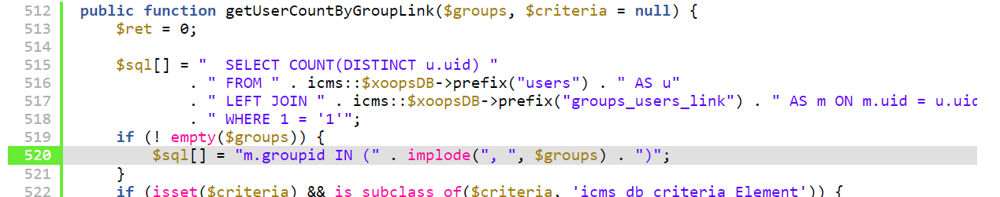 512 public function getUserCountByGroupLink($groups, $criteria = null) {
513 $ret = 0;
514
515 $sql[] = "  SELECT COUNT(DISTINCT u.uid) "
516 . " FROM " . icms::$xoopsDB->prefix("users") . " AS u"
517 . " LEFT JOIN " . icms::$xoopsDB->prefix("groups_users_link") . " AS m ON m.uid = u.uid
518 . " WHERE 1 = '1'";
519 if (! empty($groups)) {
520 $sql[] = "m.groupid IN (" . implode(", ", $groups) . ")";
521 }
522 if (isset($criteria) && is_subclass_of($criteria, 'icms_db_criteria_Element')) {